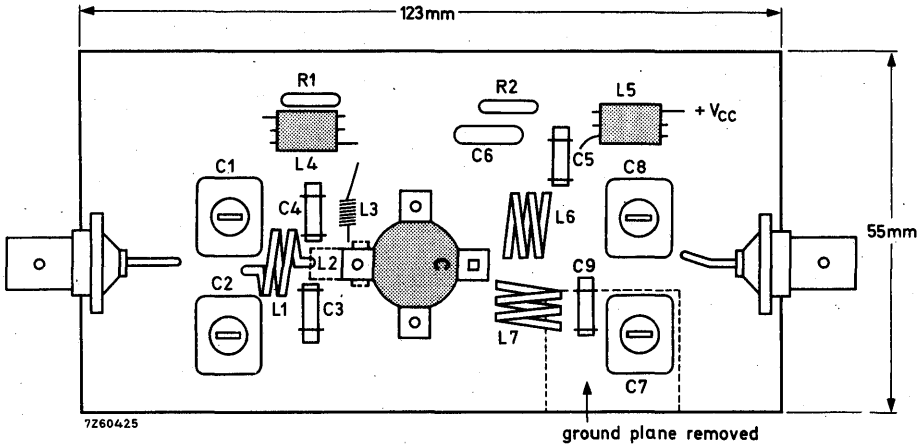 123mm
R1
R2
L5
+VCC
L4
C6
C5
C1
C8
C4
L3
L6
55mm
L2
C
C2
C9
L1
C3
L7
C7
7Z60425
ground plane removed